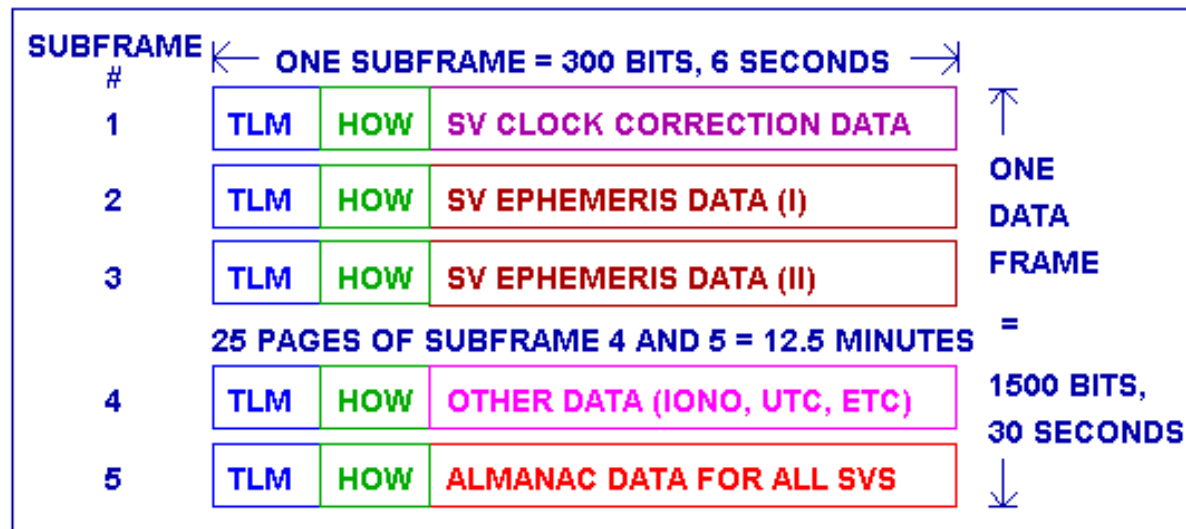 SUBFRAME
#
ONE SUBFRAME = 300 BITS, 6 SECONDS
1 TLM HOW SV CLOCK CORRECTION DATA
2 TLM HOW SV EPHEMERIS DATA (I)
3 TLM HOW SV EPHEMERIS DATA (II)
25 PAGES OF SUBFRAME 4 AND 5 = 12.5 MINUTES
4 TLM HOW OTHER DATA (IONO, UTC, ETC)
5 TLM HOW ALMANAC DATA FOR ALL SVS
ONE
DATA
FRAME
=
1500 BITS,
30 SECONDS